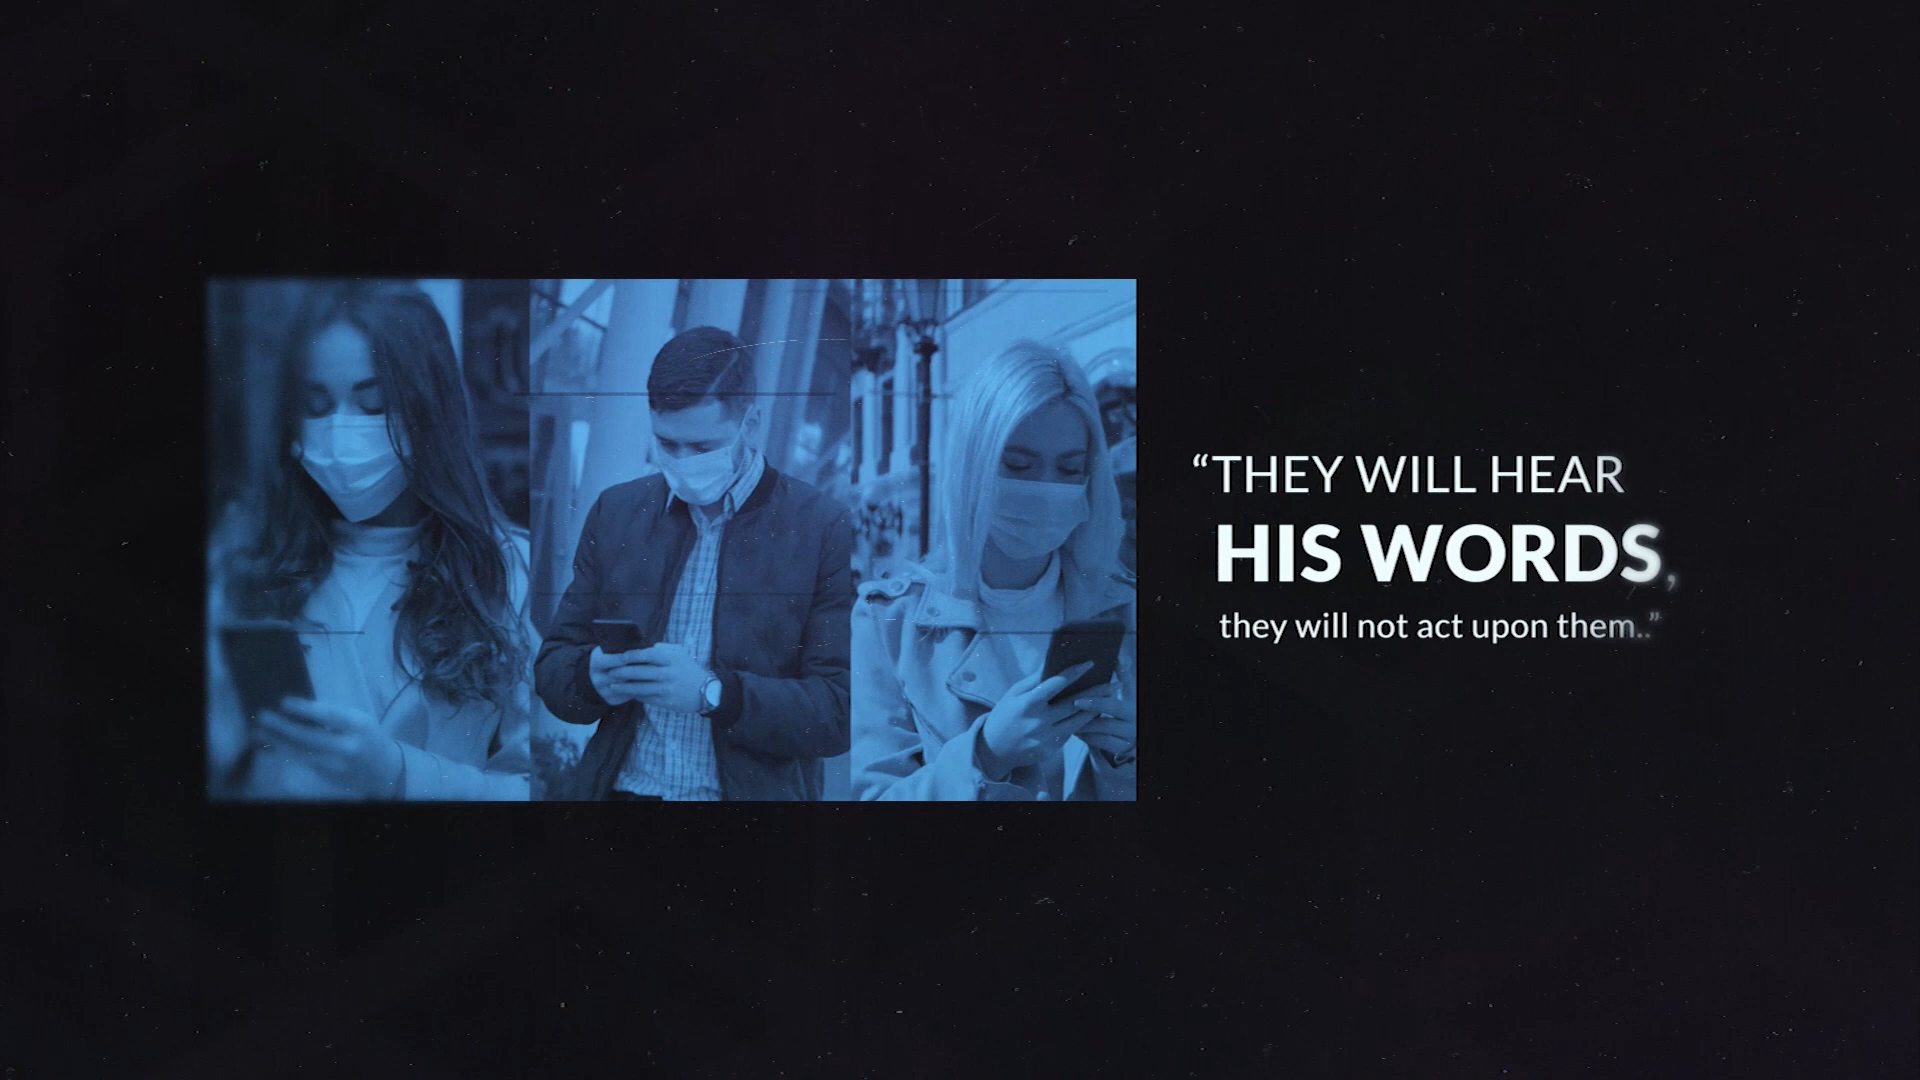 “THEY WILL HEAR
HIS WORDS,
they will not act upon them..”